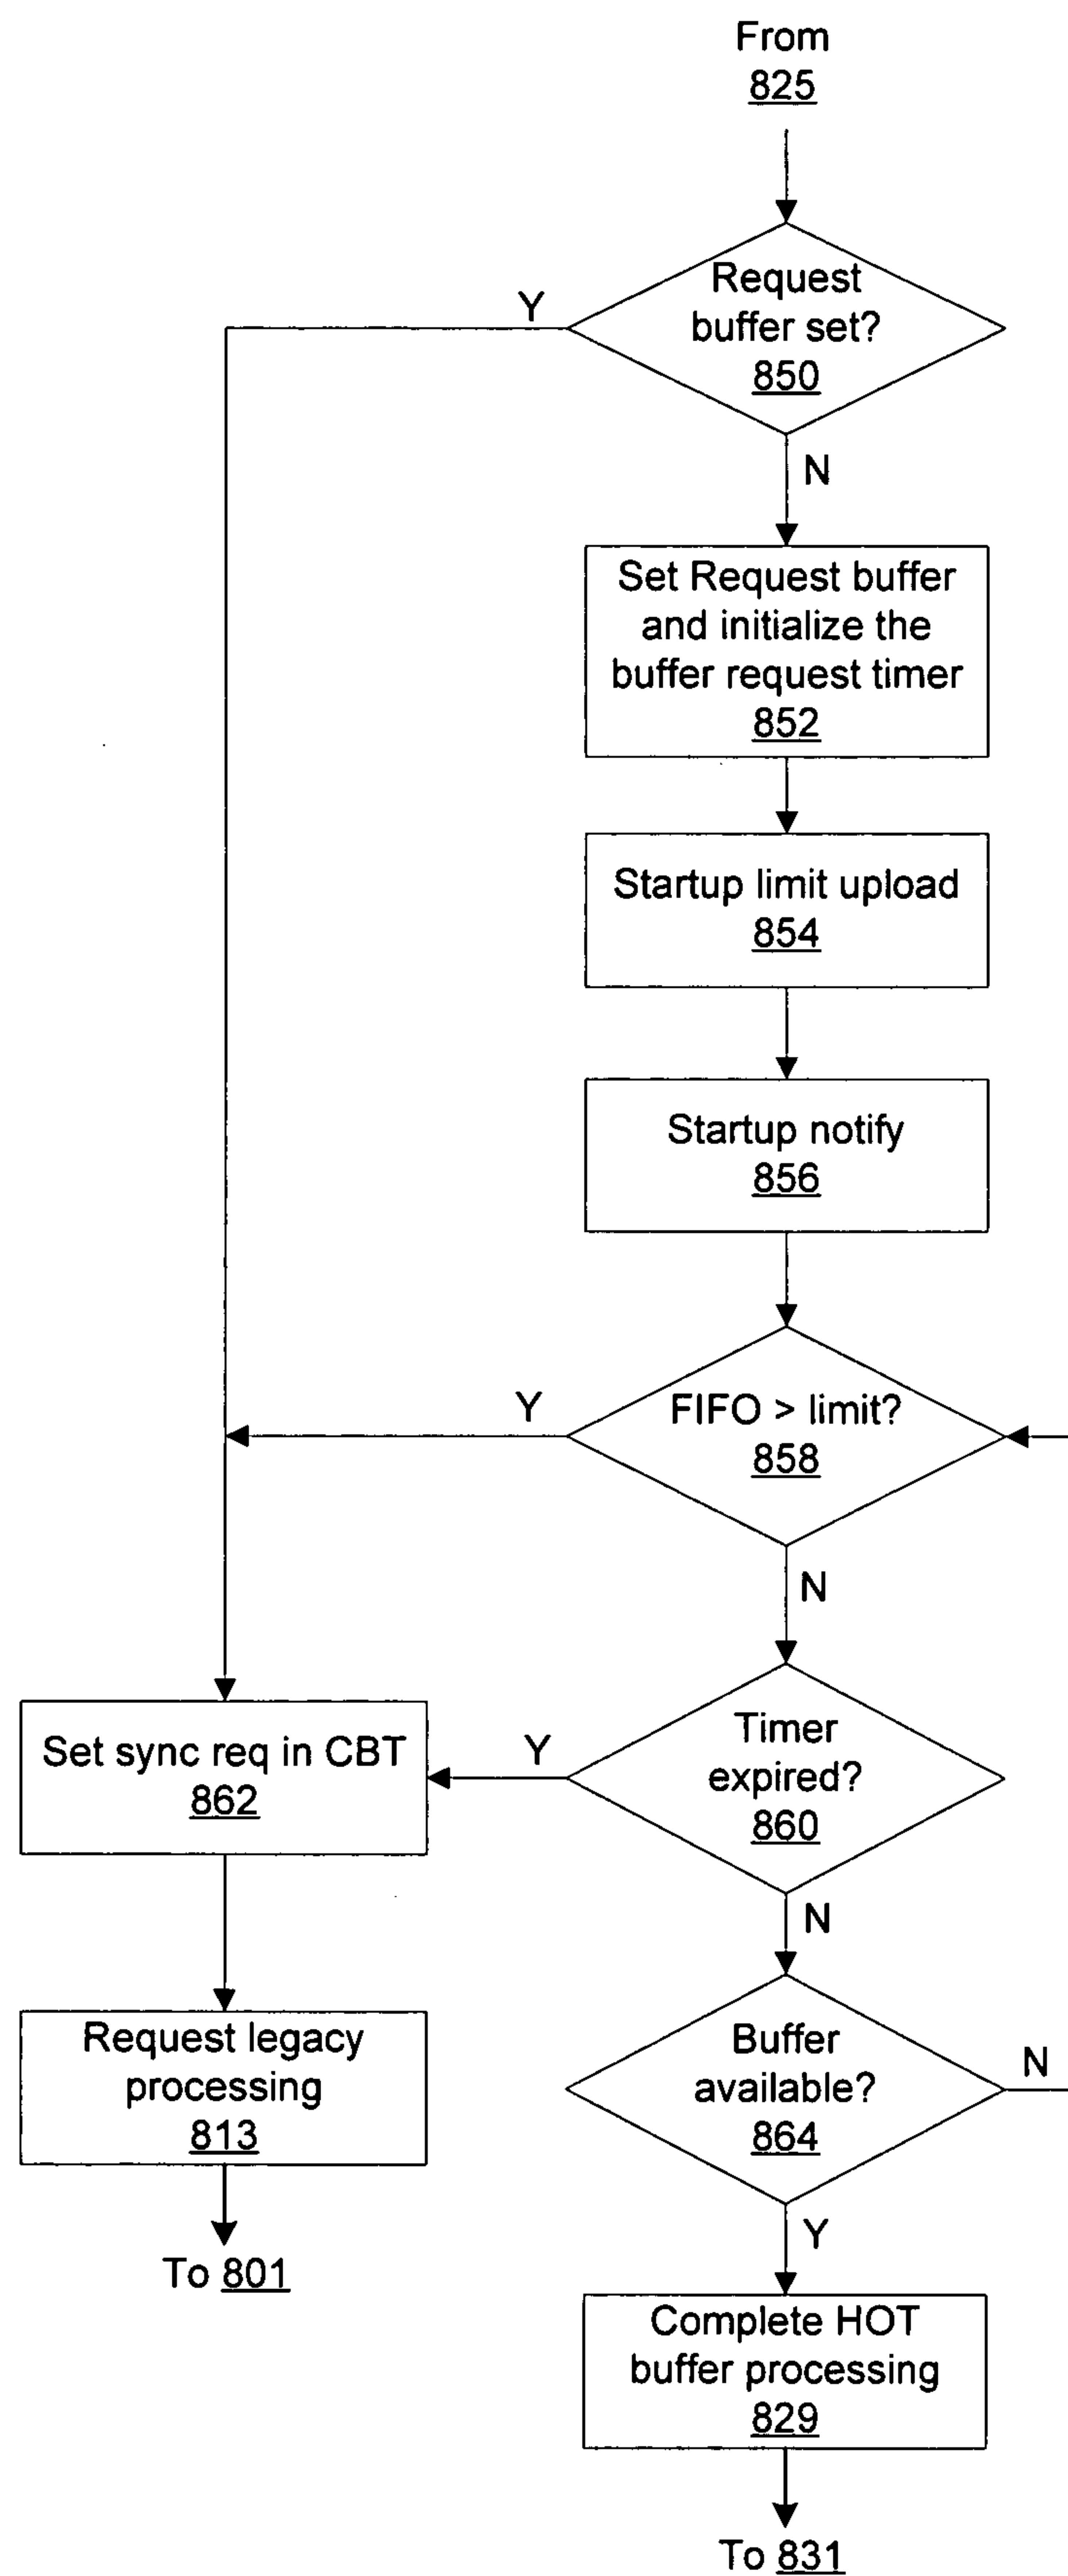 From
825
Request
buffer set?
850
Y
N
Set Request buffer
and initialize the
buffer request timer
852
Startup limit upload
854
Startup notify
856
FIFO > limit?
858
Y
N
Timer
expired?
860
Y
N
Set sync req in CBT
862
Request legacy
processing
813
To 801
Buffer
available?
864
N
Y
Complete HOT
buffer processing
829
To 831